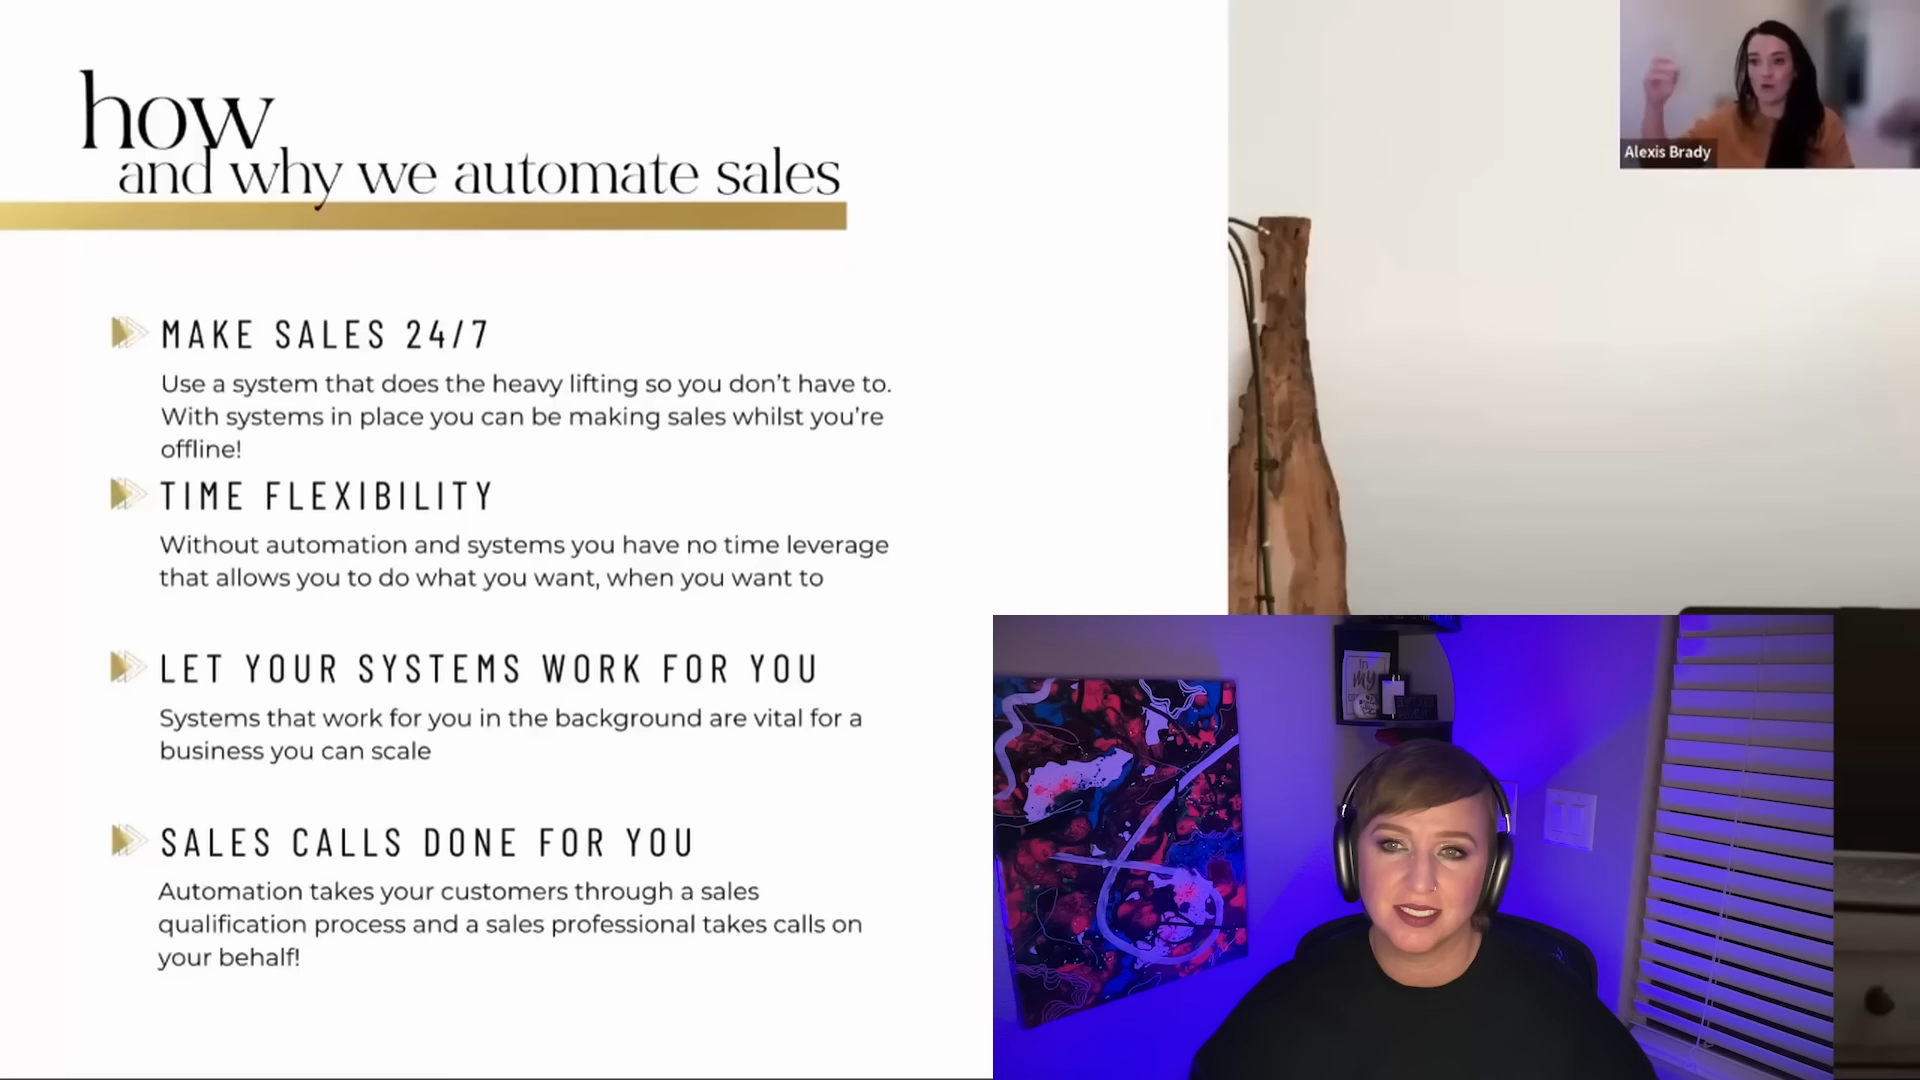 how
and why we automate sales
Alexis Brady
MAKE SALES 24/7
Use a system that does the heavy lifting so you don't have to.
With systems in place you can be making sales whilst you're
offline!
TIME FLEXIBILITY
Without automation and systems you have no time leverage
that allows you to do what you want, when you want to
LET YOUR SYSTEMS WORK FOR YOU
Systems that work for you in the background are vital for a
business you can scale
SALES CALLS DONE FOR YOU
Automation takes your customers through a sales
qualification process and a sales professional takes calls on
your behalf!
in
my